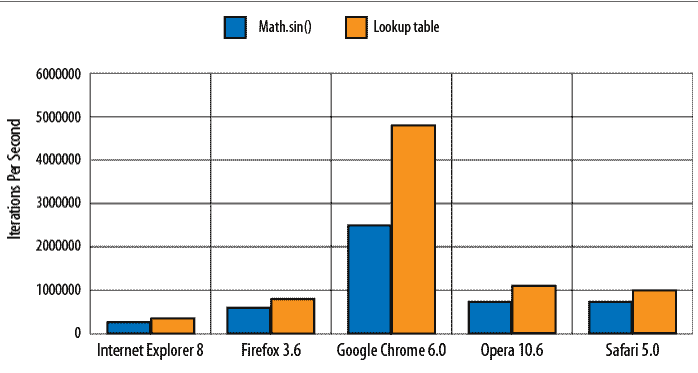 Math.sin()
Lookup table
Iterations Per Second
6000000
5000000
4000000
3000000
2000000
1000000
0
Internet Explorer 8
Firefox 3.6
Google Chrome 6.0
Opera 10.6
Safari 5.0